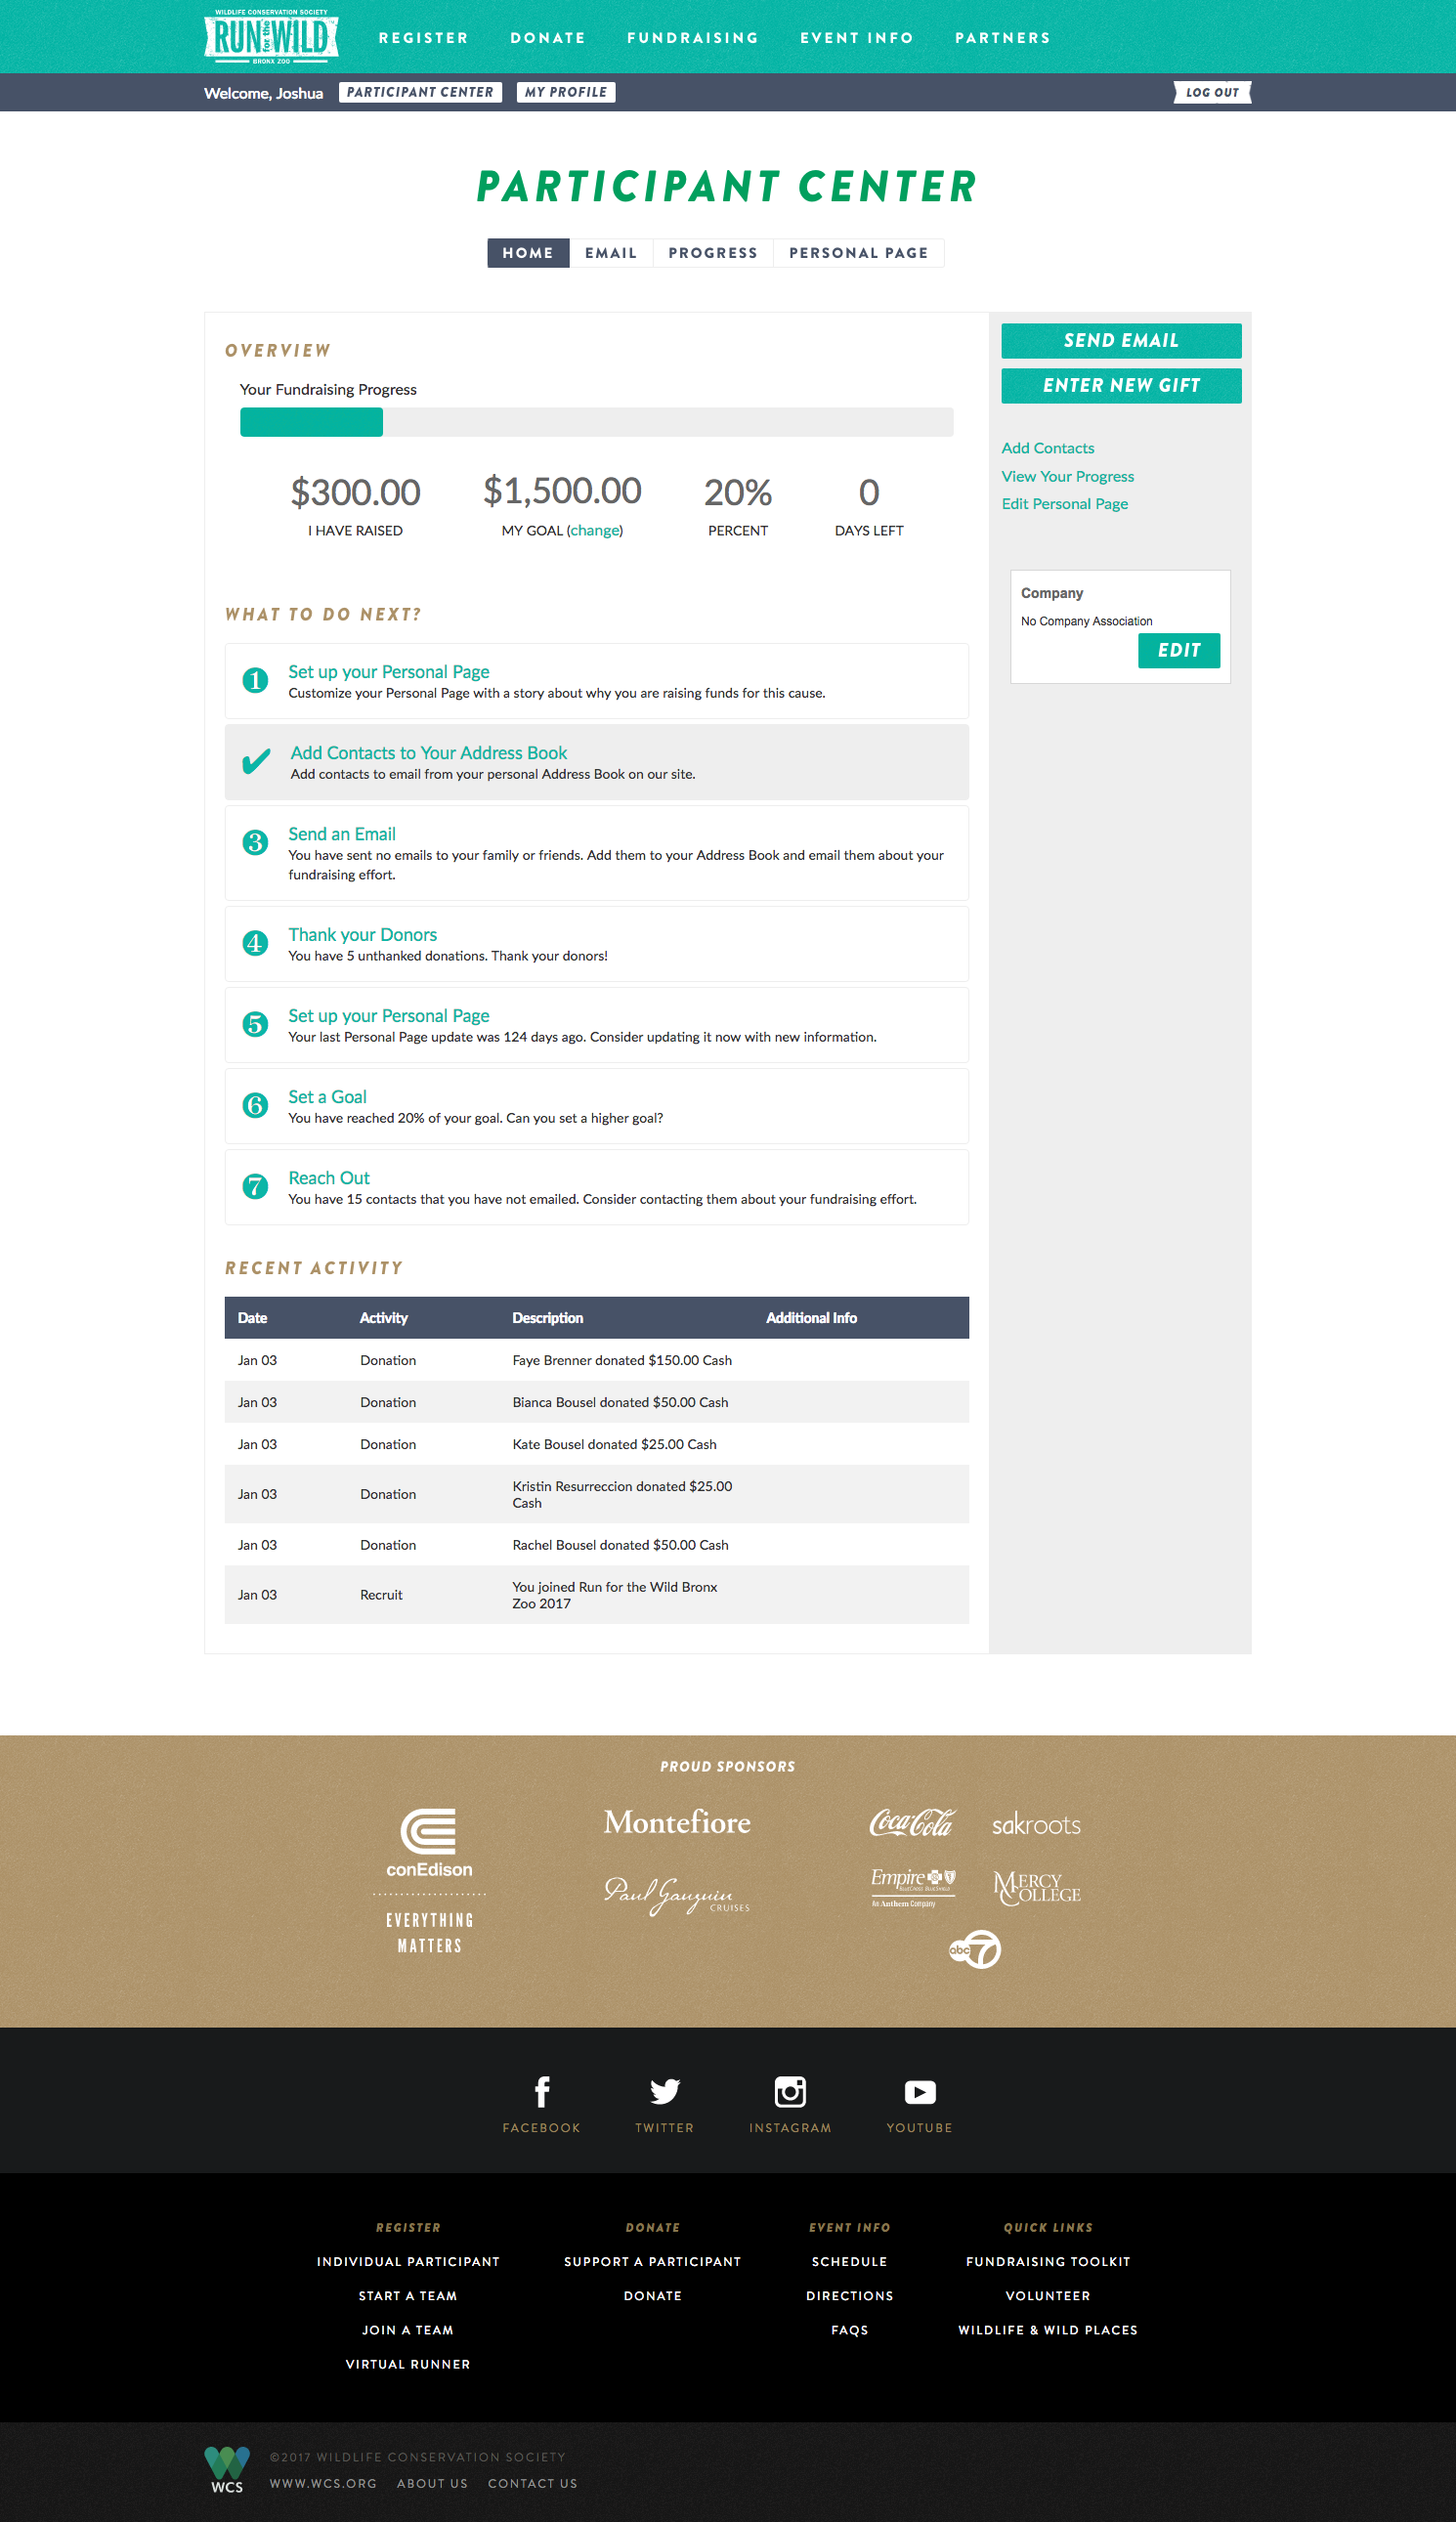 WILDLIFE CONSERVATION SOCIETY
RUN for the WILD
BRONX ZOO
REGISTER DONATE FUNDRAISING EVENT INFO PARTNERS
Welcome, Joshua PARTICIPANT CENTER MY PROFILE LOG OUT
PARTICIPANT CENTER
HOME EMAIL PROGRESS PERSONAL PAGE
OVERVIEW
Your Fundraising Progress
$300.00 $1,500.00 20% 0
I HAVE RAISED MY GOAL (change) PERCENT DAYS LEFT
SEND EMAIL
ENTER NEW GIFT
Add Contacts
View Your Progress
Edit Personal Page
Company
No Company Association
EDIT
WHAT TO DO NEXT?
1 Set up your Personal Page
Customize your Personal Page with a story about why you are raising funds for this cause.
✔ Add Contacts to Your Address Book
Add contacts to email from your personal Address Book on our site.
3 Send an Email
You have sent no emails to your family or friends. Add them to your Address Book and email them about your
fundraising effort.
4 Thank your Donors
You have 5 unthanked donations. Thank your donors!
5 Set up your Personal Page
Your last Personal Page update was 124 days ago. Consider updating it now with new information.
6 Set a Goal
You have reached 20% of your goal. Can you set a higher goal?
7 Reach Out
You have 15 contacts that you have not emailed. Consider contacting them about your fundraising effort.
RECENT ACTIVITY
Date Activity Description Additional Info
Jan 03 Donation Faye Brenner donated $150.00 Cash
Jan 03 Donation Bianca Bousel donated $50.00 Cash
Jan 03 Donation Kate Bousel donated $25.00 Cash
Jan 03 Donation Kristin Resurreccion donated $25.00
Cash
Jan 03 Donation Rachel Bousel donated $50.00 Cash
Jan 03 Recruit You joined Run for the Wild Bronx
Zoo 2017
PROUD SPONSORS
conEdison
EVERYTHING
MATTERS
Montefiore
Paul Gauguin
CRUISES
Coca-Cola sakroots
Empire
BlueCross BlueShield
An Anthem Company
MERCY
COLLEGE
abc 7
FACEBOOK TWITTER INSTAGRAM YOUTUBE
REGISTER DONATE EVENT INFO QUICK LINKS
INDIVIDUAL PARTICIPANT SUPPORT A PARTICIPANT SCHEDULE FUNDRAISING TOOLKIT
START A TEAM DONATE DIRECTIONS VOLUNTEER
JOIN A TEAM FAQS WILDLIFE & WILD PLACES
VIRTUAL RUNNER
WCS
©2017 WILDLIFE CONSERVATION SOCIETY
WWW.WCS.ORG ABOUT US CONTACT US